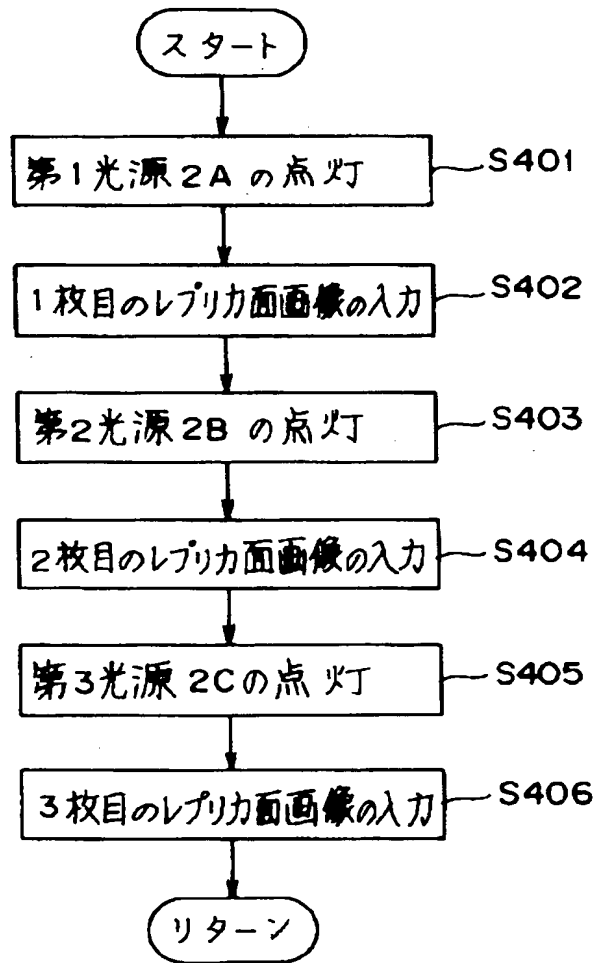 スタート
第1光源2Aの点灯 S401
1枚目のレプリカ面画像の入力 S402
第2光源2Bの点灯 S403
2枚目のレプリカ面画像の入力 S404
第3光源2Cの点灯 S405
3枚目のレプリカ面画像の入力 S406
リターン